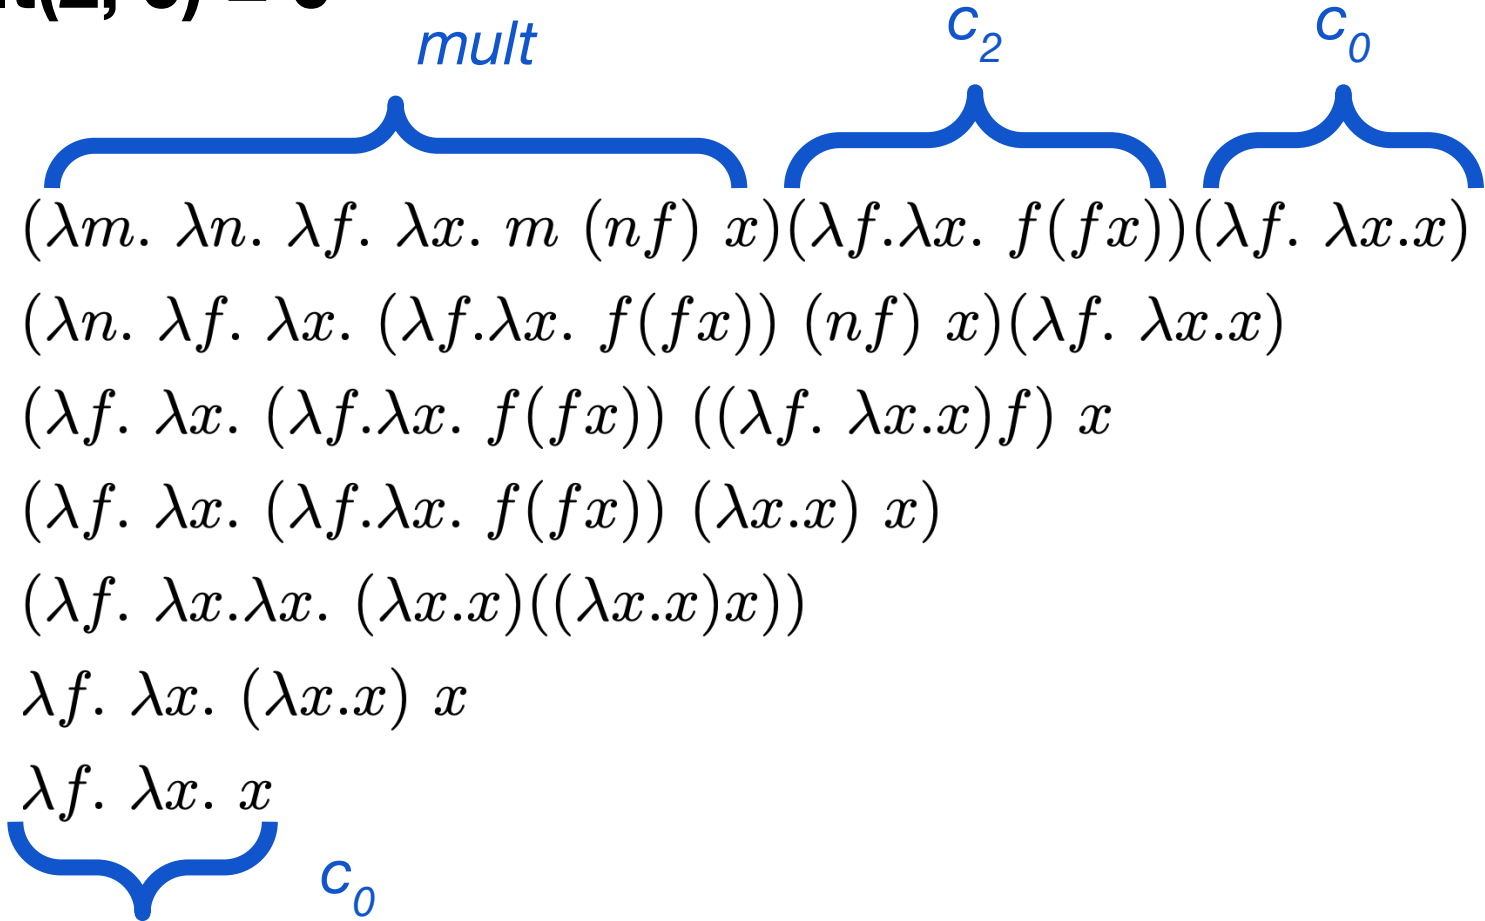 mult c₂ c₀
(λm. λn. λf. λx. m (nf) x)(λf.λx. f(fx))(λf. λx.x)
(λn. λf. λx. (λf.λx. f(fx)) (nf) x)(λf. λx.x)
(λf. λx. (λf.λx. f(fx)) ((λf. λx.x)f) x
(λf. λx. (λf.λx. f(fx)) (λx.x) x)
(λf. λx.λx. (λx.x)((λx.x)x))
λf. λx. (λx.x) x
λf. λx. x
c₀